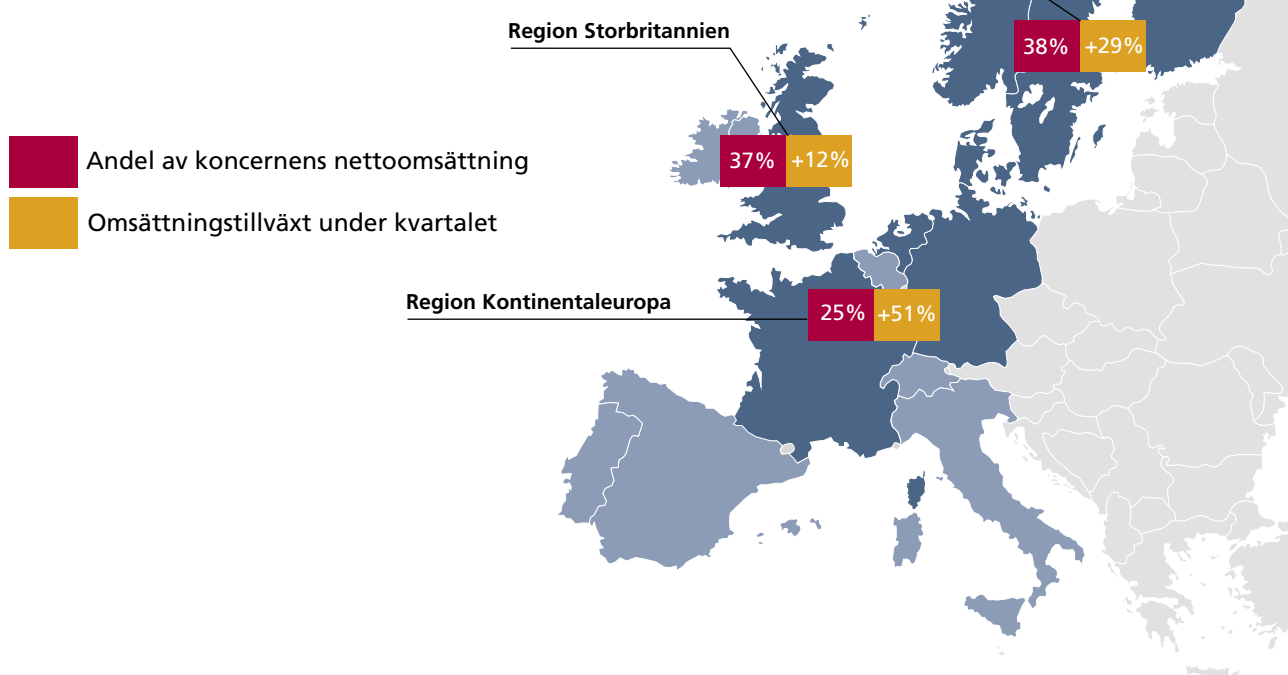 Region Storbritannien
38% +29%
37% +12%
Andel av koncernens nettoomsättning
Omsättningstillväxt under kvartalet
Region Kontinentaleuropa
25% +51%